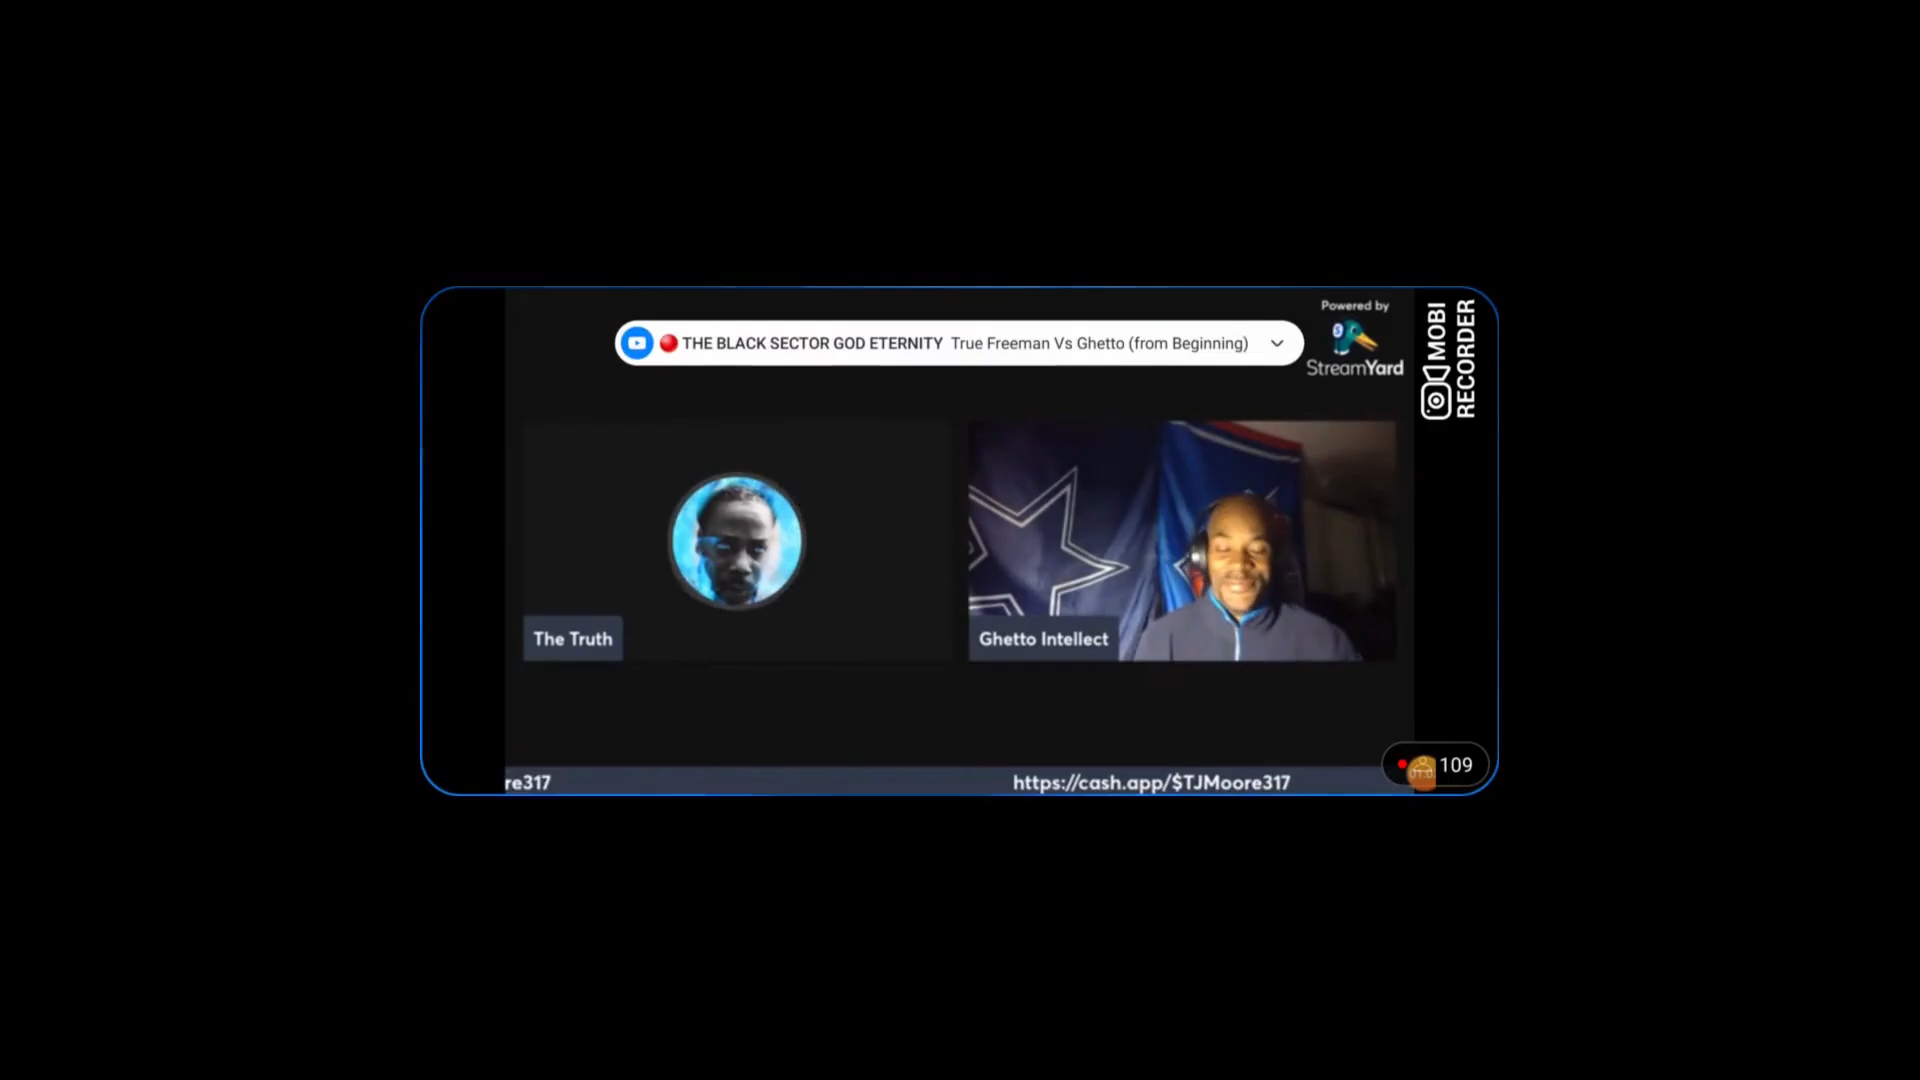 Powered by
StreamYard
THE BLACK SECTOR GOD ETERNITY True Freeman Vs Ghetto (from Beginning)
MOBI
RECORDER
The Truth
Ghetto Intellect
109
re317
https://cash.app/$TJMoore317